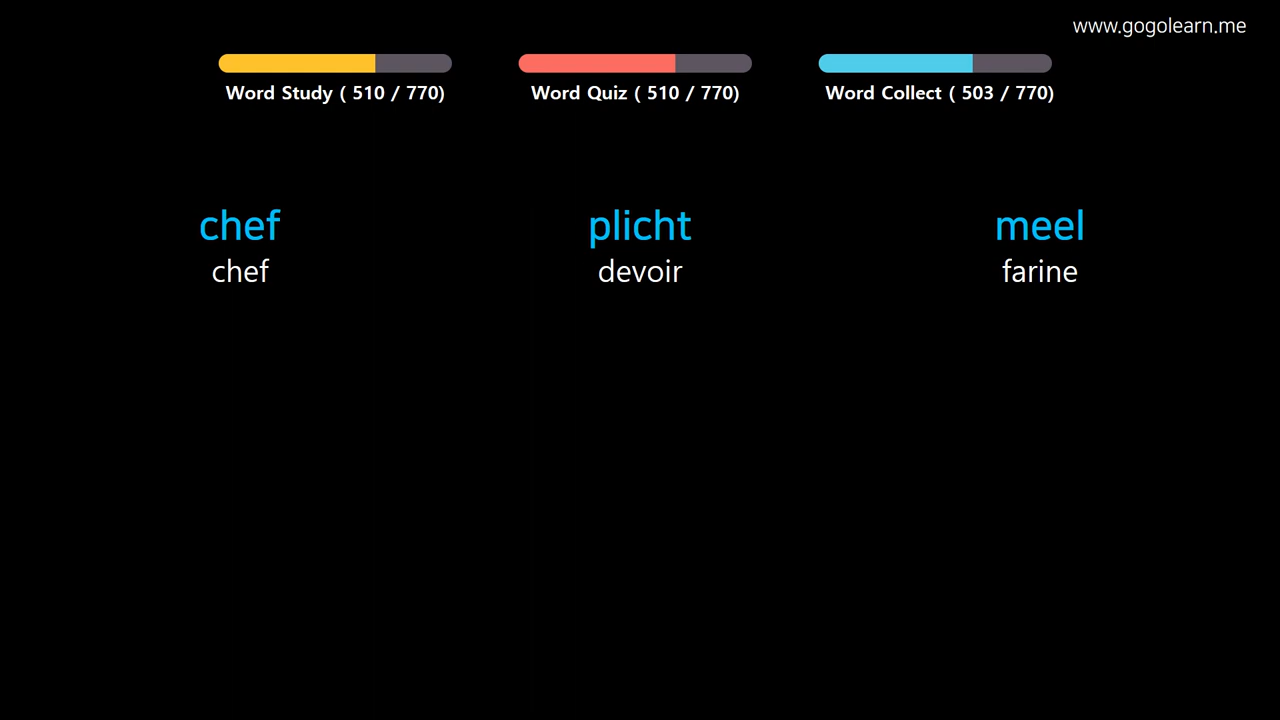 www.gogolearn.me
Word Study ( 510 / 770)
Word Quiz ( 510 / 770)
Word Collect ( 503 / 770)
chef
plicht
meel
chef
devoir
farine